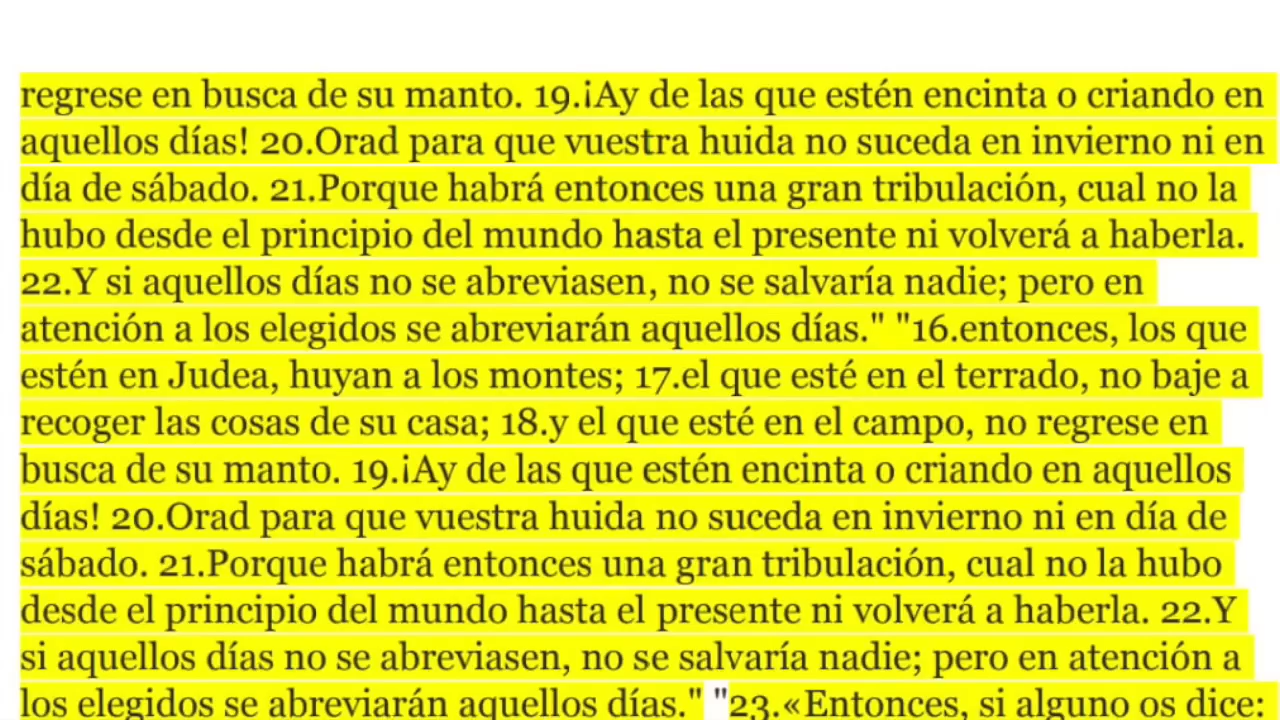 regrese en busca de su manto. 19.¡Ay de las que estén encinta o criando en
aquellos días! 20.Orad para que vuestra huida no suceda en invierno ni en
día de sábado. 21.Porque habrá entonces una gran tribulación, cual no la
hubo desde el principio del mundo hasta el presente ni volverá a haberla.
22.Y si aquellos días no se abreviasen, no se salvaría nadie; pero en
atención a los elegidos se abreviarán aquellos días." "16.entonces, los que
estén en Judea, huyan a los montes; 17.el que esté en el terrado, no baje a
recoger las cosas de su casa; 18.y el que esté en el campo, no regrese en
busca de su manto. 19.¡Ay de las que estén encinta o criando en aquellos
días! 20.Orad para que vuestra huida no suceda en invierno ni en día de
sábado. 21.Porque habrá entonces una gran tribulación, cual no la hubo
desde el principio del mundo hasta el presente ni volverá a haberla. 22.Y
si aquellos días no se abreviasen, no se salvaría nadie; pero en atención a
los elegidos se abreviarán aquellos días." "23.«Entonces, si alguno os dice: